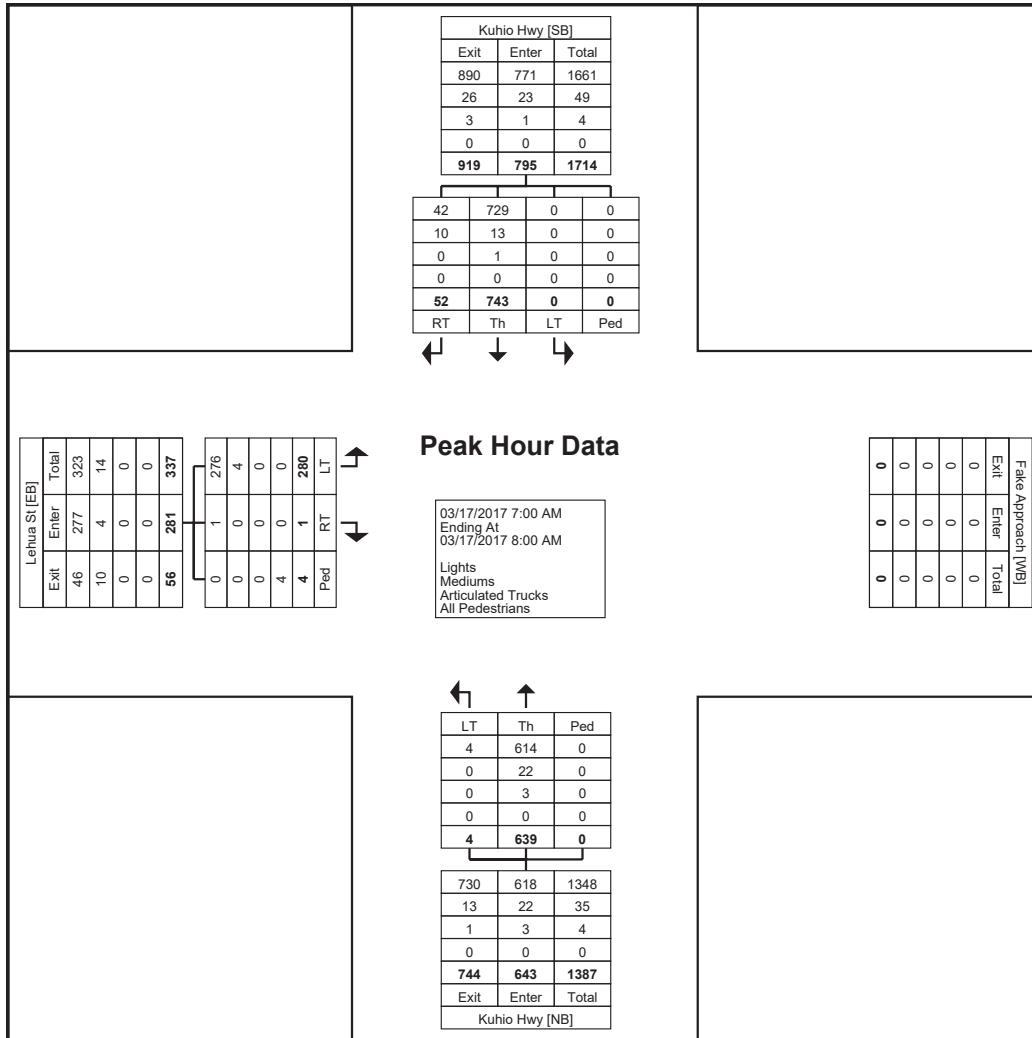 Kuhio Hwy [SB]
Exit Enter Total
890 771 1661
26 23 49
3 1 4
0 0 0
919 795 1714
42 729 0 0
10 13 0 0
0 1 0 0
0 0 0 0
52 743 0 0
RT Th LT Ped
Lehua St [EB]
Exit Enter Total
46 277 323
10 4 14
0 0 0
0 0 0
56 281 337
0 1 276
0 0 4
0 0 0
4 0 0
4 1 280
Ped RT LT
Peak Hour Data
03/17/2017 7:00 AM
Ending At
03/17/2017 8:00 AM
Lights
Mediums
Articulated Trucks
All Pedestrians
Fake Approach [WB]
Exit Enter Total
0 0 0
0 0 0
0 0 0
0 0 0
0 0 0
LT Th Ped
4 614 0
0 22 0
0 3 0
0 0 0
4 639 0
730 618 1348
13 22 35
1 3 4
0 0 0
744 643 1387
Exit Enter Total
Kuhio Hwy [NB]